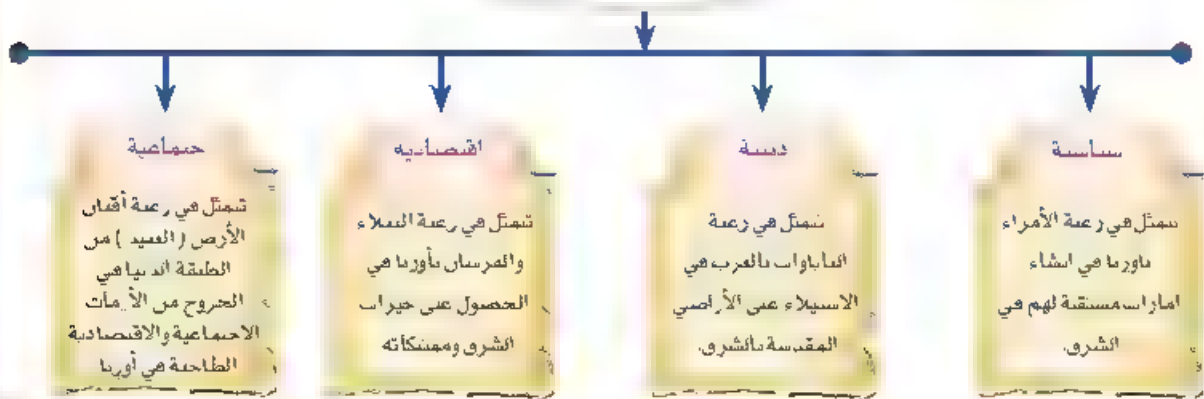 سياسية
تتمثل في رغبة الأمراء
بأوربا في إنشاء
امارات مستقلة لهم في
الشرق.
دينية
تتمثل في رغبة
الباباوات بالغرب في
الاستيلاء على الأراضي
المقدسة بالشرق.
اقتصادية
تتمثل في رغبة النبلاء
والفرسان بأوربا في
الحصول على خيرات
الشرق وممتلكاته
اجتماعية
تتمثل في رغبة أقنان
الأرض (العبيد) من
الطبقة الدنيا في
الخروج من الأزمات
الاجتماعية والاقتصادية
الطاحنة في أوربا